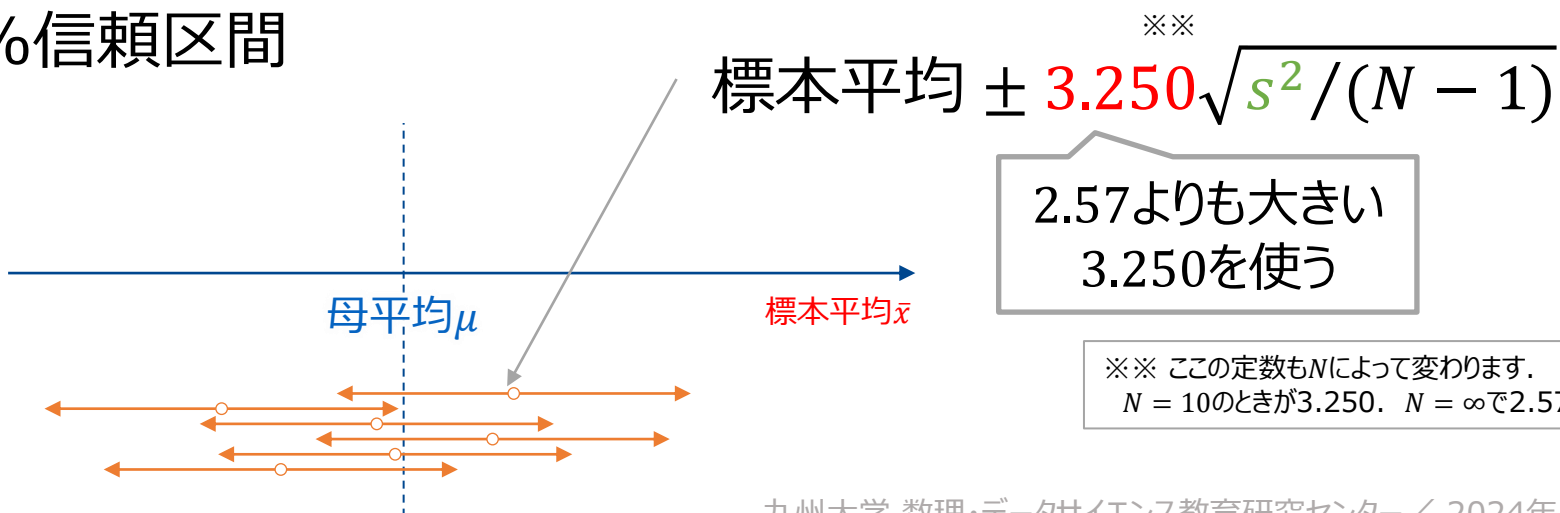 %信頼区間
※※
標本平均 ± 3.250√s²/(N − 1)
2.57よりも大きい
3.250を使う
母平均μ
標本平均x̄
※※ ここの定数もNによって変わります.
N = 10のときが3.250. N = ∞で2.57
九州大学 数理・データサイエンス教育研究センター / 2024年